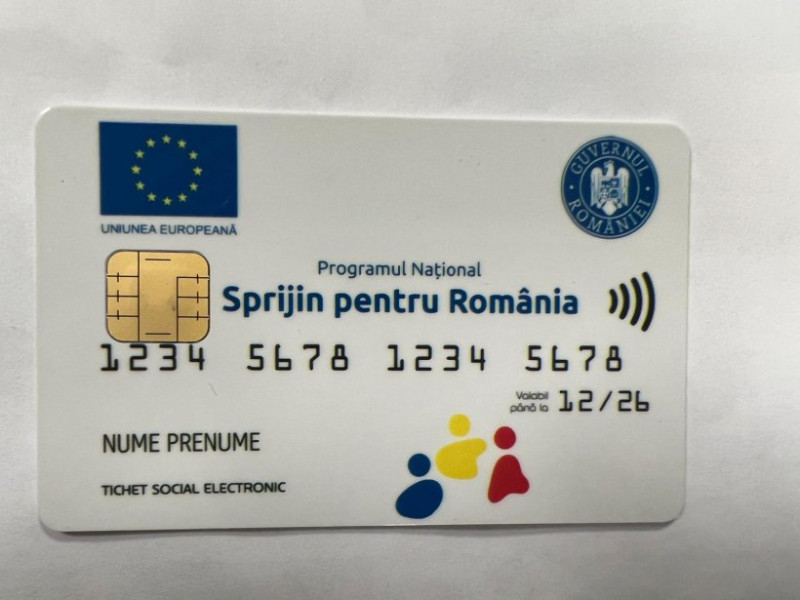 UNIUNEA EUROPEANĂ
GUVERNUL ROMÂNIEI
Programul Național
Sprijin pentru România
1234 5678 1234 5678
Valabil
până la 12/26
NUME PRENUME
TICHET SOCIAL ELECTRONIC